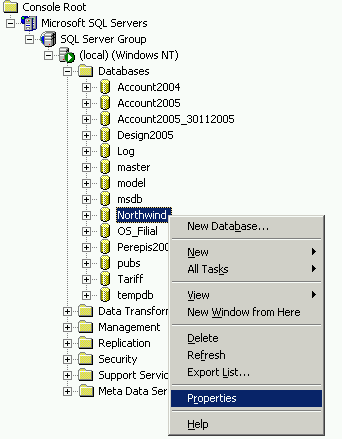 Console Root
Microsoft SQL Servers
SQL Server Group
(local) (Windows NT)
Databases
Account2004
Account2005
Account2005_30112005
Design2005
Log
master
model
msdb
Northwind
OS_Filial
Perepis200
pubs
Tariff
tempdb
Data Transform
Management
Replication
Security
Support Servic
Meta Data Ser
New Database...
New
All Tasks
View
New Window from Here
Delete
Refresh
Export List...
Properties
Help